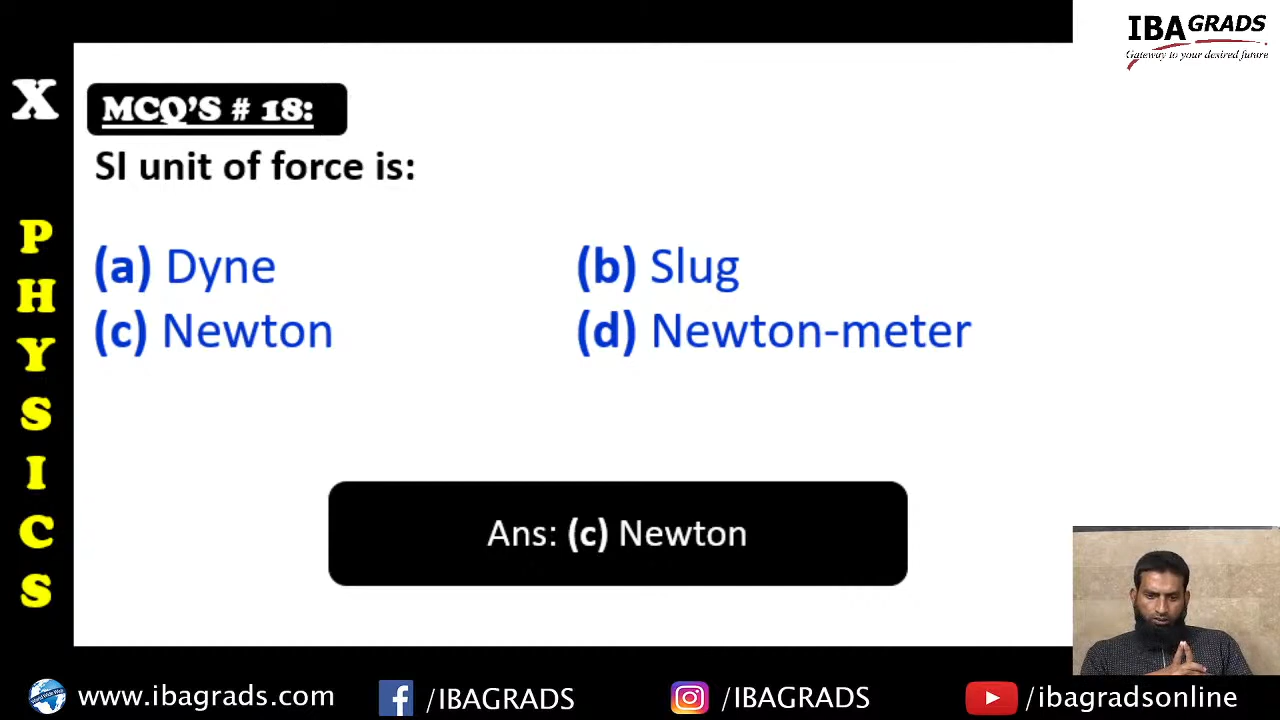 IBA GRADS
Gateway to your desired future
X
PHYSICS
MCQ'S # 18:
SI unit of force is:
(a) Dyne
(b) Slug
(c) Newton
(d) Newton-meter
Ans: (c) Newton
www.ibagrads.com
/IBAGRADS
/IBAGRADS
/ibagradsonline